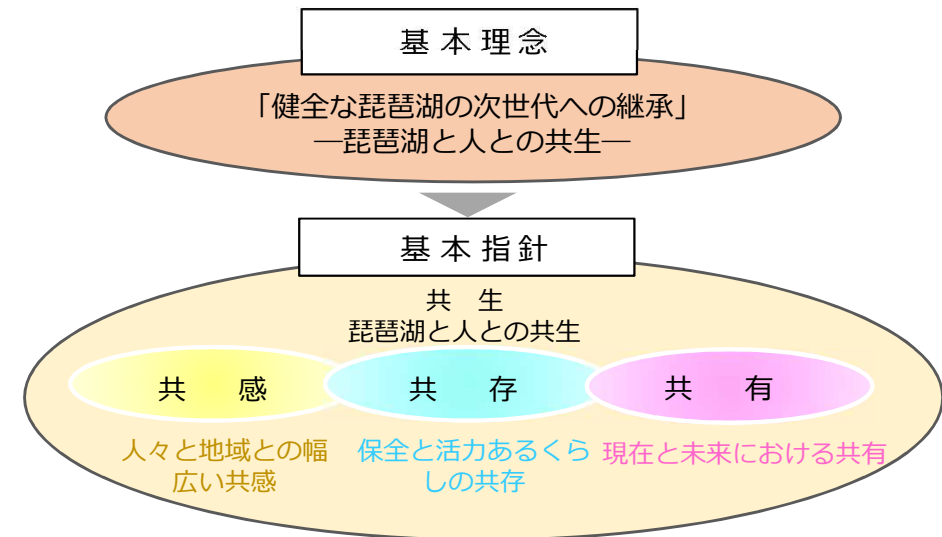 基本理念
「健全な琵琶湖の次世代への継承」
―琵琶湖と人との共生―
基本指針
共　生
琵琶湖と人との共生
共　感
共　存
共　有
人々と地域との幅
広い共感
保全と活力あるくら
しの共存
現在と未来における共有